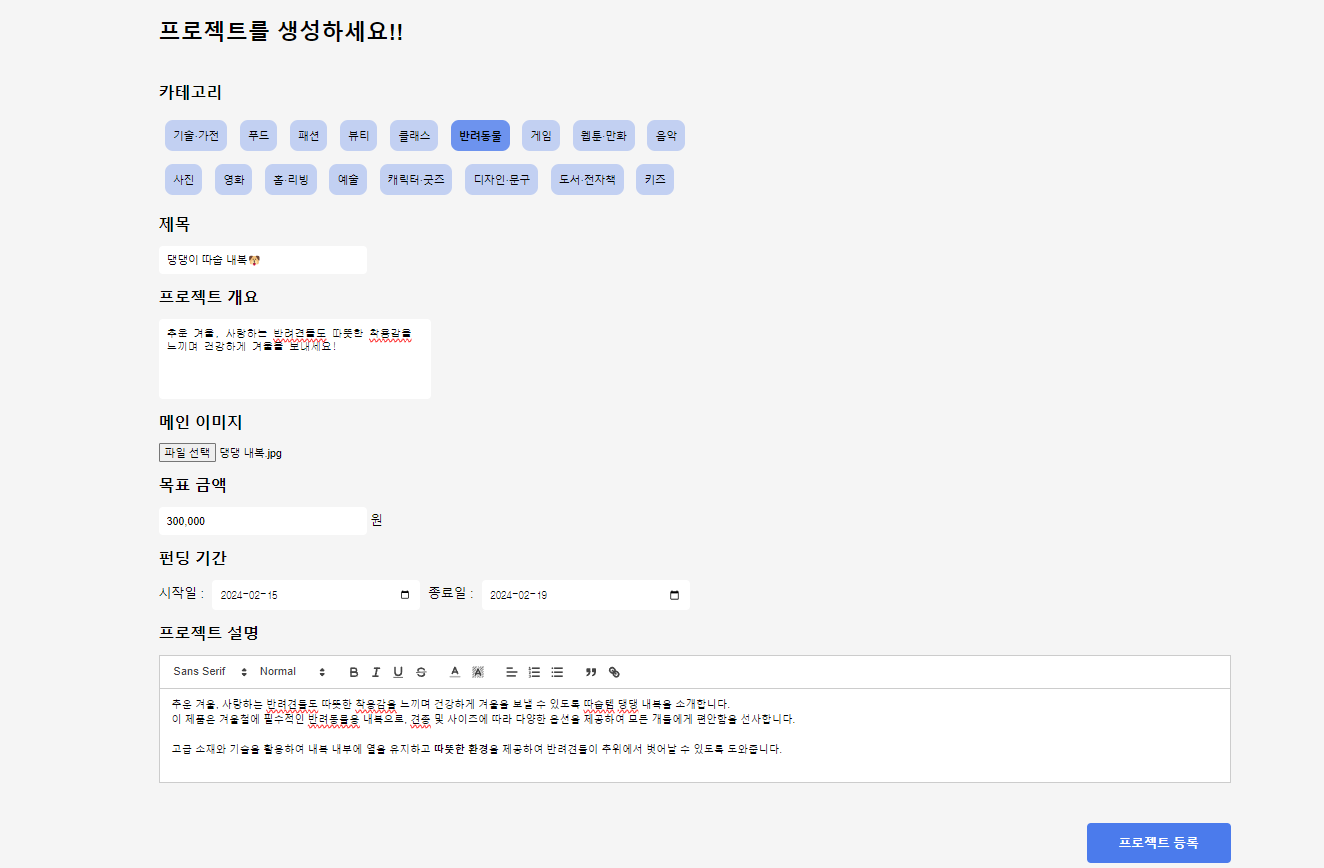 프로젝트를 생성하세요!!
카테고리
기술·가전 푸드 패션 뷰티 클래스 반려동물 게임 웹툰·만화 음악
사진 영화 홈·리빙 예술 캐릭터·굿즈 디자인·문구 도서·전자책 키즈
제목
댕댕이 따숩 내복🐶
프로젝트 개요
추운 겨울, 사랑하는 반려견들도 따뜻한 착용감을
느끼며 건강하게 겨울을 보내세요!
메인 이미지
파일 선택 댕댕 내복.jpg
목표 금액
300,000 원
펀딩 기간
시작일 : 2024-02-15 종료일 : 2024-02-19
프로젝트 설명
Sans Serif Normal B I U S A A
추운 겨울, 사랑하는 반려견들도 따뜻한 착용감을 느끼며 건강하게 겨울을 보낼 수 있도록 따숩템 댕댕 내복을 소개합니다.
이 제품은 겨울철에 필수적인 반려동물용 내복으로, 견종 및 사이즈에 따라 다양한 옵션을 제공하여 모든 개들에게 편안함을 선사합니다.
고급 소재와 기술을 활용하여 내복 내부에 열을 유지하고 따뜻한 환경을 제공하여 반려견들이 추위에서 벗어날 수 있도록 도와줍니다.
프로젝트 등록